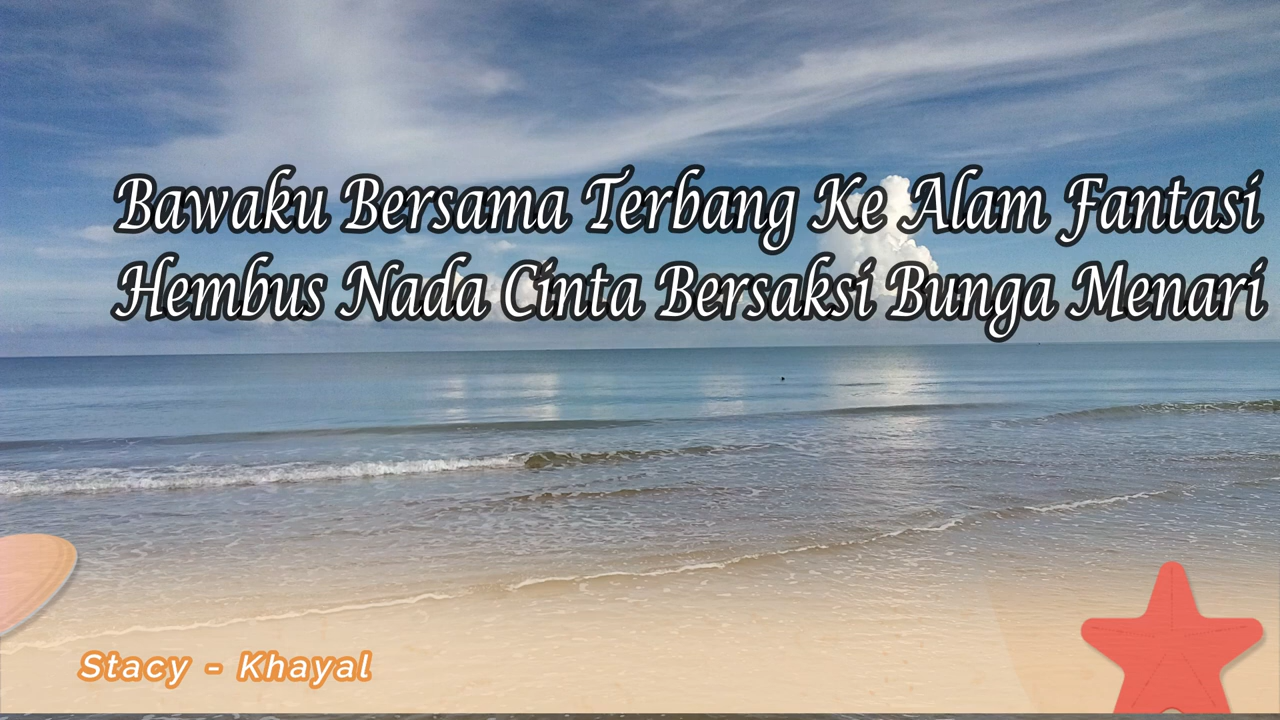 Bawaku Bersama Terbang Ke Alam Fantasi
Hembus Nada Cinta Bersaksi Bunga Menari
Stacy - Khayal